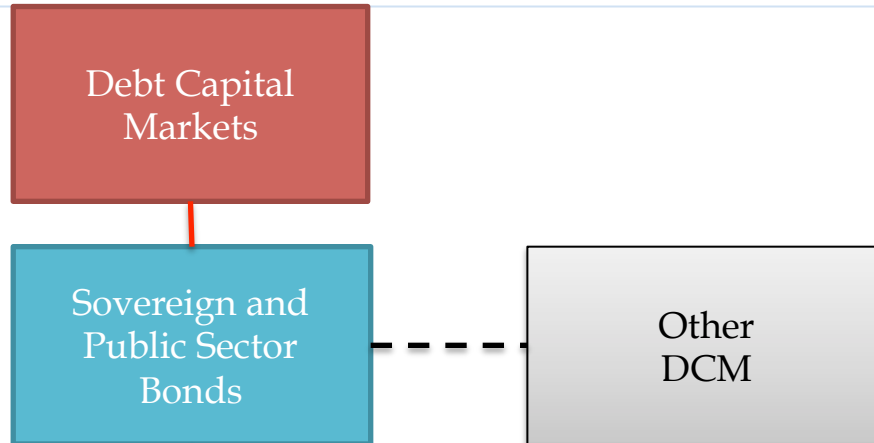 Debt Capital
Markets
Sovereign and
Public Sector
Bonds
Other
DCM